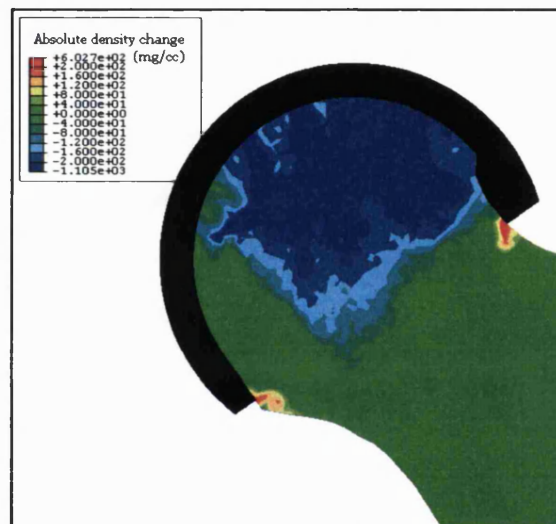 Absolute density change
(mg/cc)
+6.027e+02
+2.000e+02
+1.600e+02
+1.200e+02
+8.000e+01
+4.000e+01
+0.000e+00
-4.000e+01
-8.000e+01
-1.200e+02
-1.600e+02
-2.000e+02
-1.105e+03